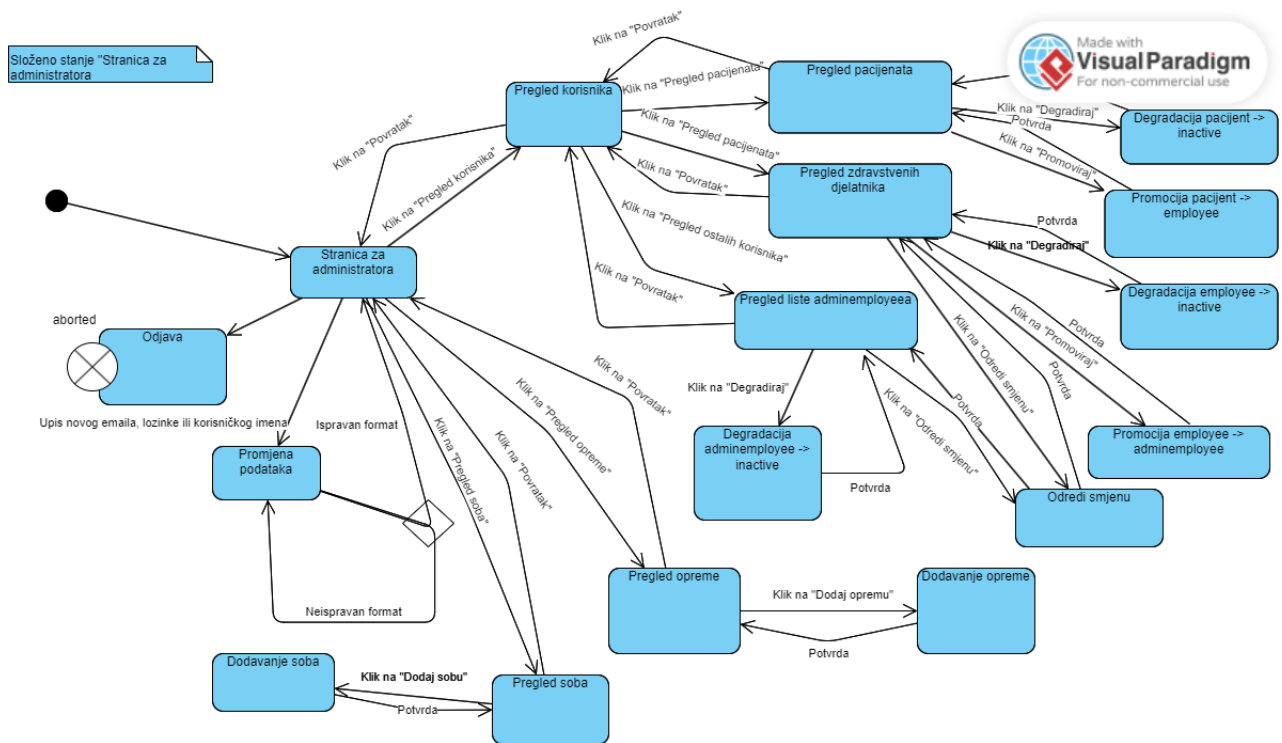 Složeno stanje "Stranica za
administratora
Made with
VisualParadigm
For non-commercial use
Klik na "Povratak"
Pregled korisnika
Klik na "Pregled pacijenata"
Pregled pacijenata
Klik na "Degradiraj"
Potvrda
Degradacija pacijent ->
inactive
Klik na "Povratak"
Klik na "Pregled korisnika"
Klik na "Pregled pacijenata"
Klik na "Povratak"
Klik na "Promoviraj"
Pregled zdravstvenih
djelatnika
Promocija pacijent ->
employee
Klik na "Pregled ostalih korisnika"
Potvrda
Klik na "Degradiraj"
Stranica za
administratora
Klik na "Povratak"
Pregled liste adminemployeea
Degradacija employee ->
inactive
aborted
Odjava
Klik na "Promoviraj"
Potvrda
Klik na "Odredi smjenu"
Potvrda
Klik na "Degradiraj"
Klik na "Povratak"
Klik na "Pregled opreme"
Potvrda
Klik na "Odredi smjenu"
Upis novog emaila, lozinke ili korisničkog imena
Ispravan format
Klik na "Pregled soba"
Klik na "Povratak"
Promjena
podataka
Degradacija
adminemployee ->
inactive
Promocija employee ->
adminemployee
Potvrda
Odredi smjenu
Pregled opreme
Klik na "Dodaj opremu"
Dodavanje opreme
Neispravan format
Potvrda
Dodavanje soba
Klik na "Dodaj sobu"
Pregled soba
Potvrda